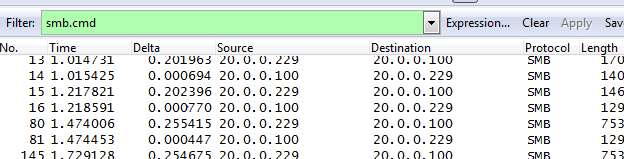 Filter: smb.cmd Expression... Clear Apply Sav
No. Time Delta Source Destination Protocol Length
13 1.014731 0.201963 20.0.0.229 20.0.0.100 SMB 170
14 1.015425 0.000694 20.0.0.100 20.0.0.229 SMB 140
15 1.217821 0.202396 20.0.0.229 20.0.0.100 SMB 146
16 1.218591 0.000770 20.0.0.100 20.0.0.229 SMB 129
80 1.474006 0.255415 20.0.0.229 20.0.0.100 SMB 753
81 1.474453 0.000447 20.0.0.100 20.0.0.229 SMB 129
145 1.729128 0.254675 20.0.0.229 20.0.0.100 SMB 753